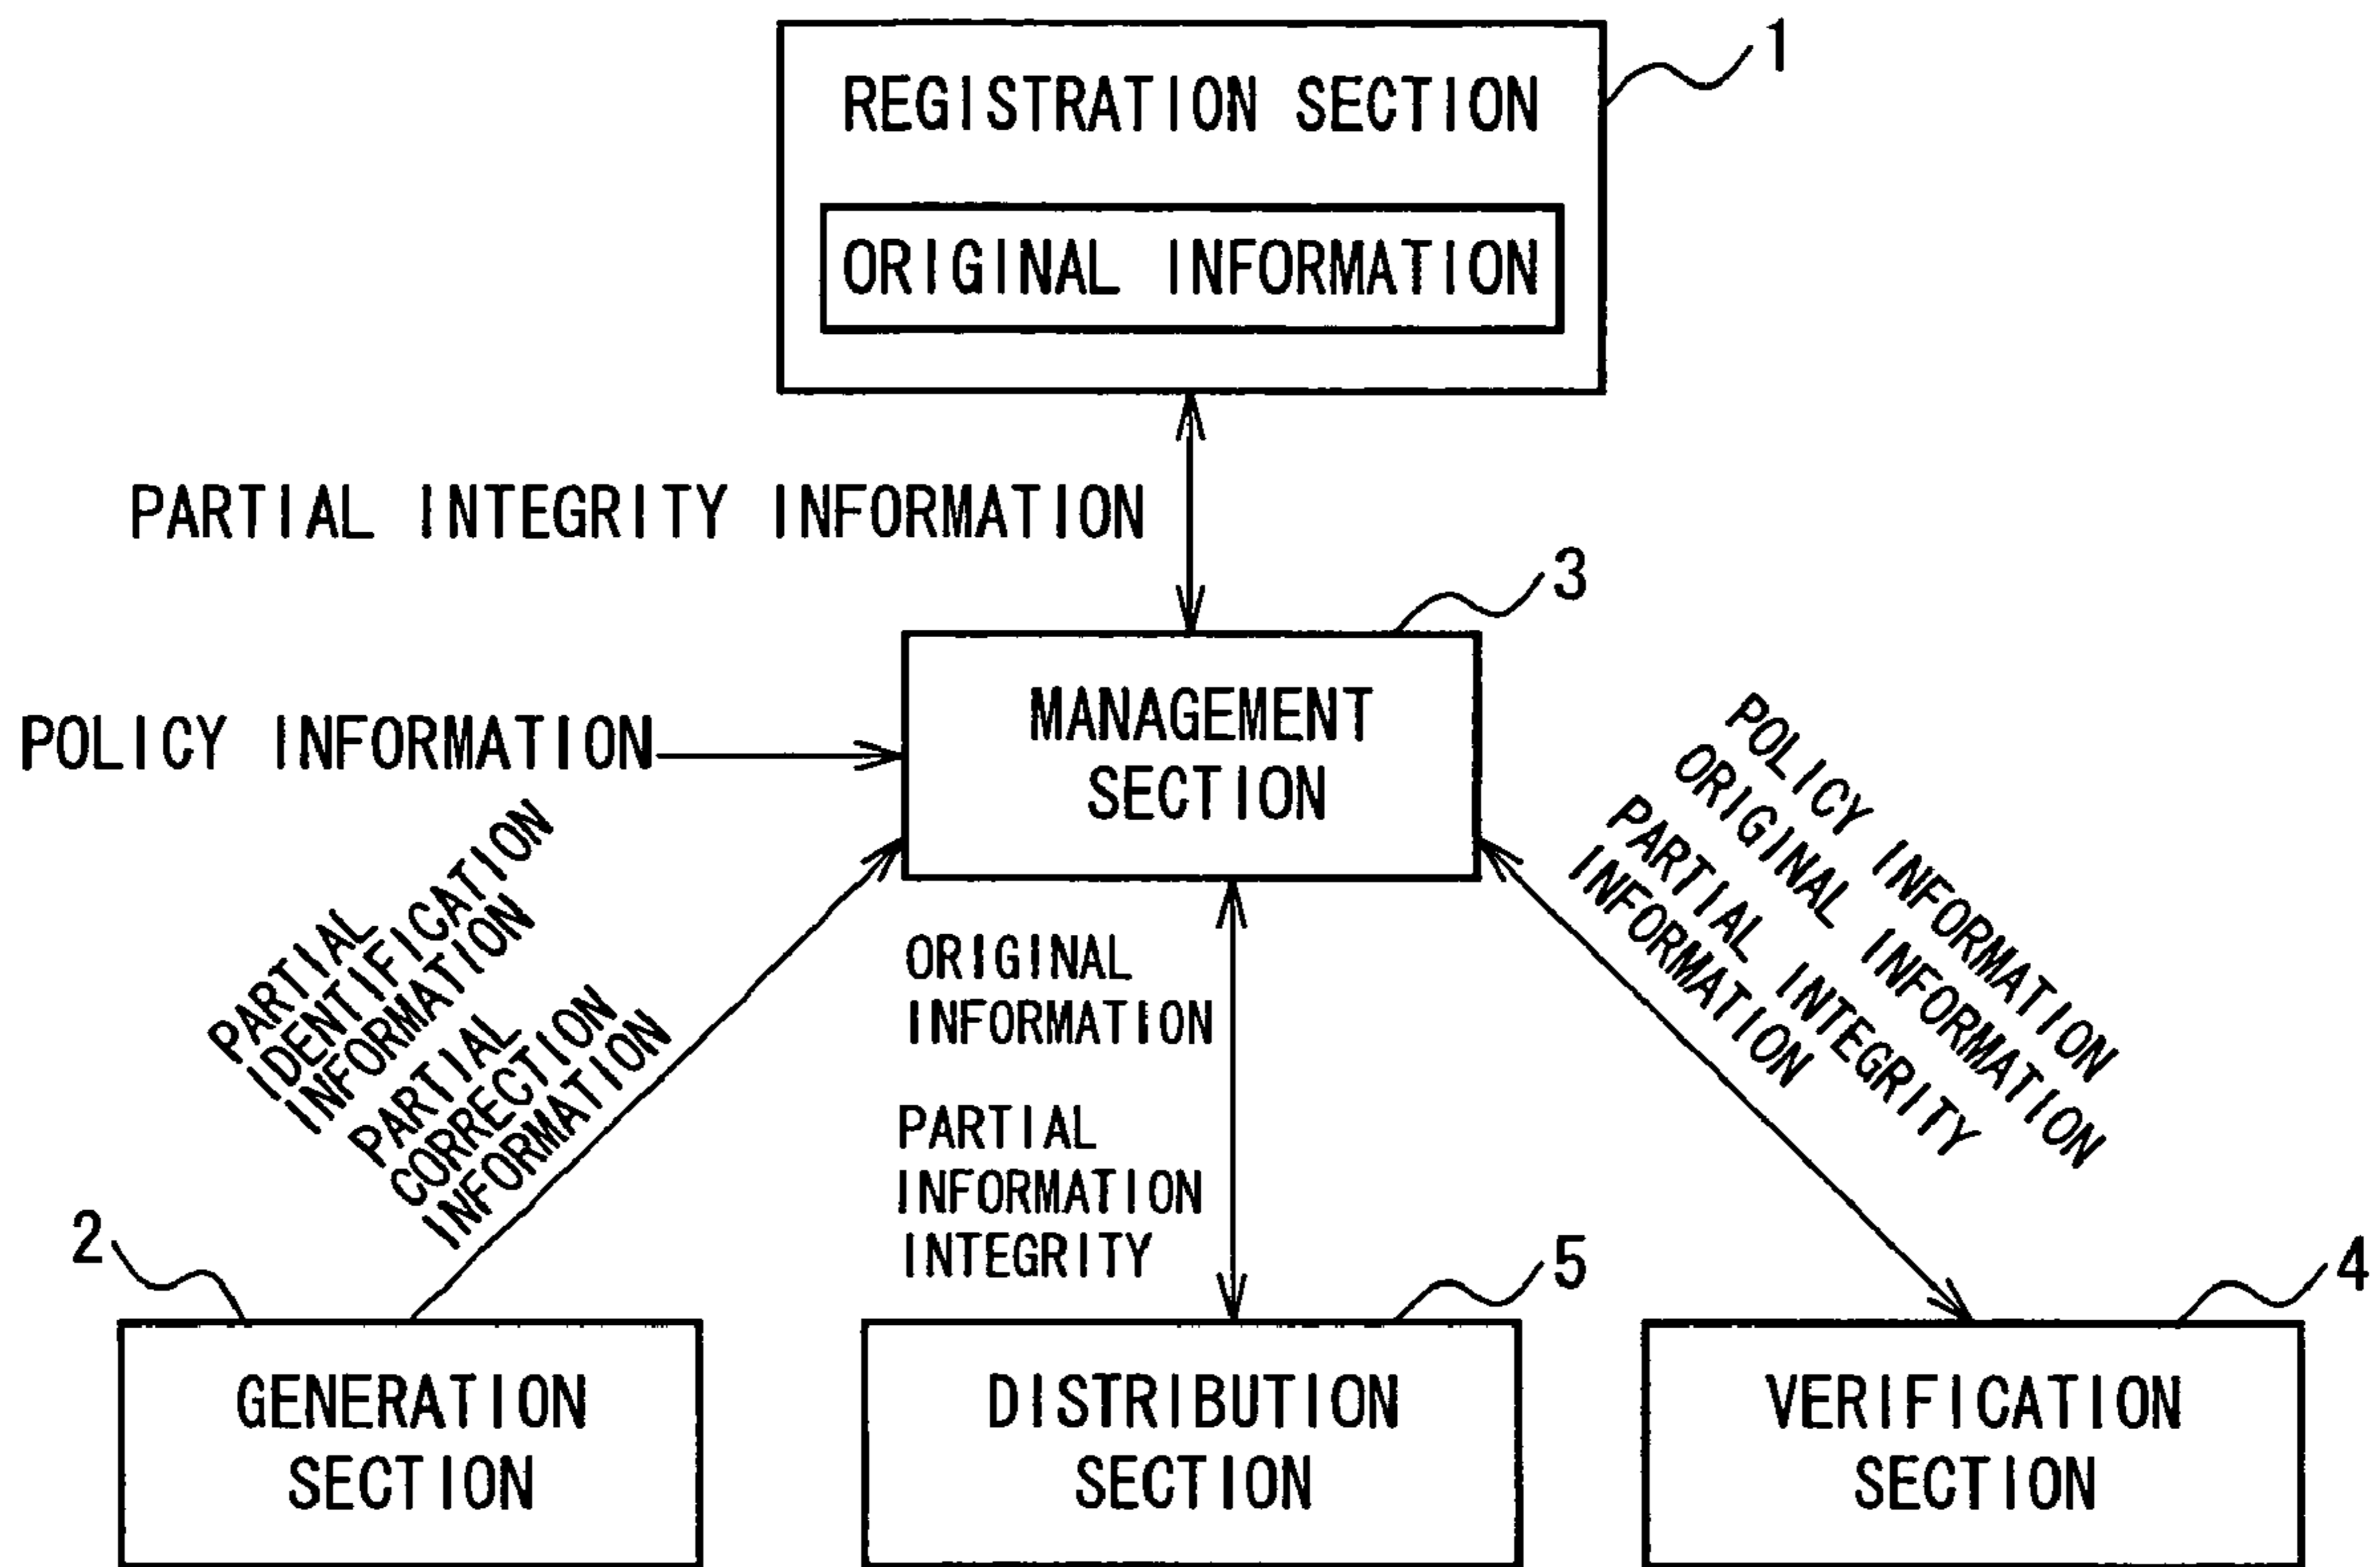 1
REGISTRATION SECTION
ORIGINAL INFORMATION
PARTIAL INTEGRITY INFORMATION
3
MANAGEMENT
SECTION
POLICY INFORMATION
PARTIAL
IDENTIFICATION
INFORMATION
PARTIAL
CORRECTION
INFORMATION
ORIGINAL
INFORMATION
PARTIAL
INFORMATION
INTEGRITY
POLICY INFORMATION
ORIGINAL INFORMATION
PARTIAL INTEGRITY
INFORMATION
2
GENERATION
SECTION
5
DISTRIBUTION
SECTION
4
VERIFICATION
SECTION